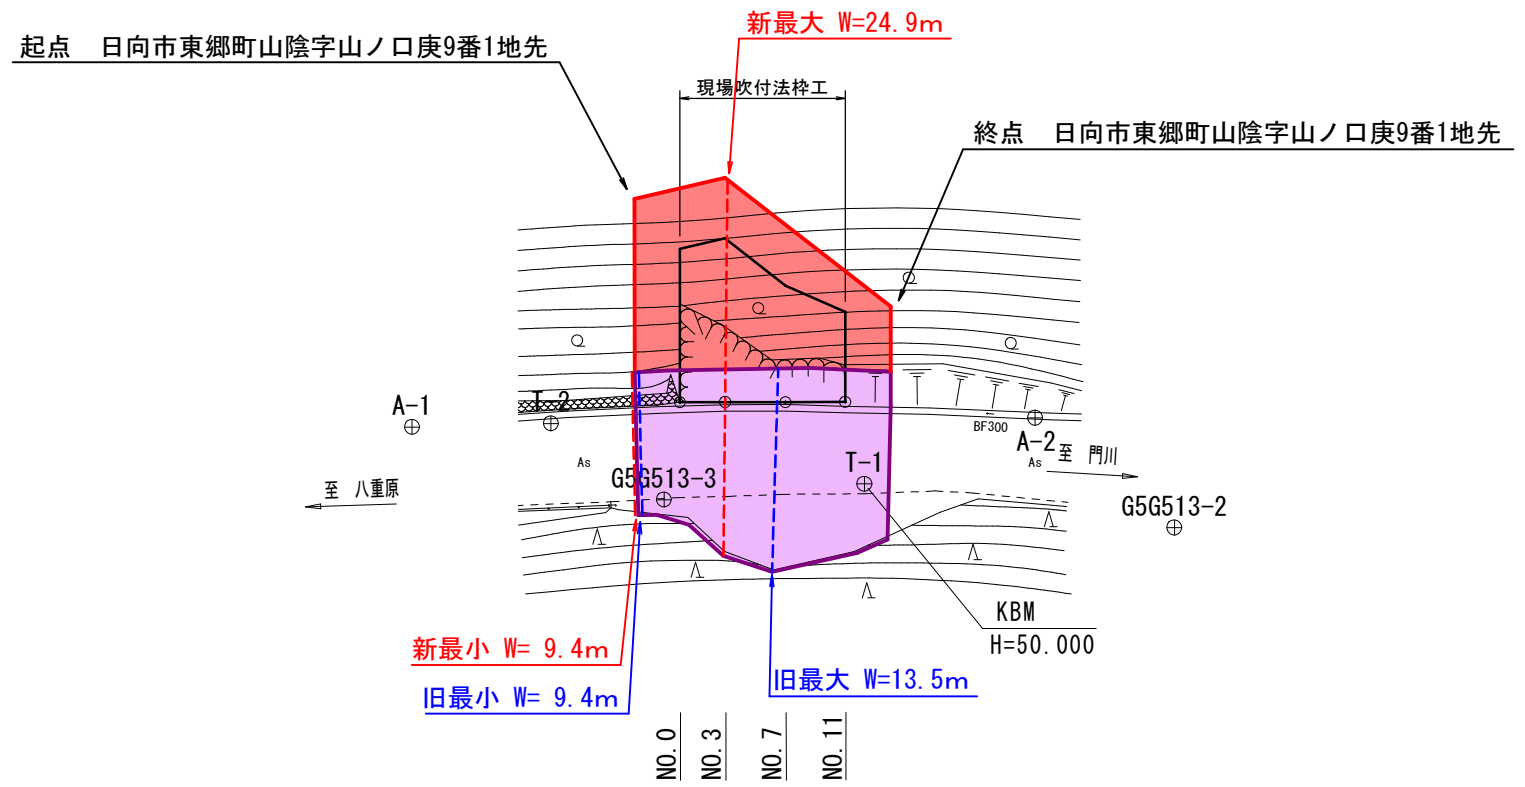 新最大 W=24.9m
起点 日向市東郷町山陰字山ノ口庚9番1地先
現場吹付法枠工
終点 日向市東郷町山陰字山ノ口庚9番1地先
A-1
T-2
BF300
A-2
至 門川
As
As
T-1
G5G513-3
至 八重原
G5G513-2
KBM
H=50.000
新最小 W= 9.4m
旧最小 W= 9.4m
旧最大 W=13.5m
NO.0
NO.3
NO.7
NO.11